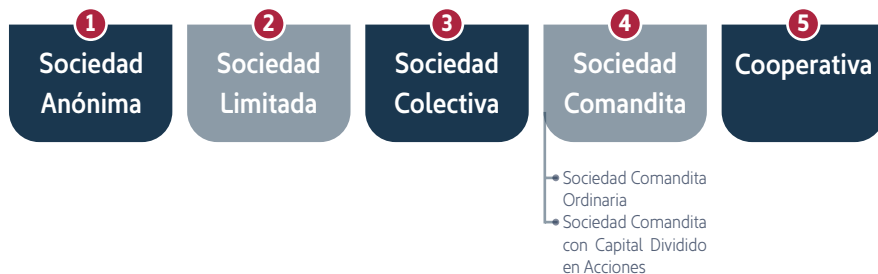 1
Sociedad
Anónima
2
Sociedad
Limitada
3
Sociedad
Colectiva
4
Sociedad
Comandita
Sociedad Comandita
Ordinaria
Sociedad Comandita
con Capital Dividido
en Acciones
5
Cooperativa